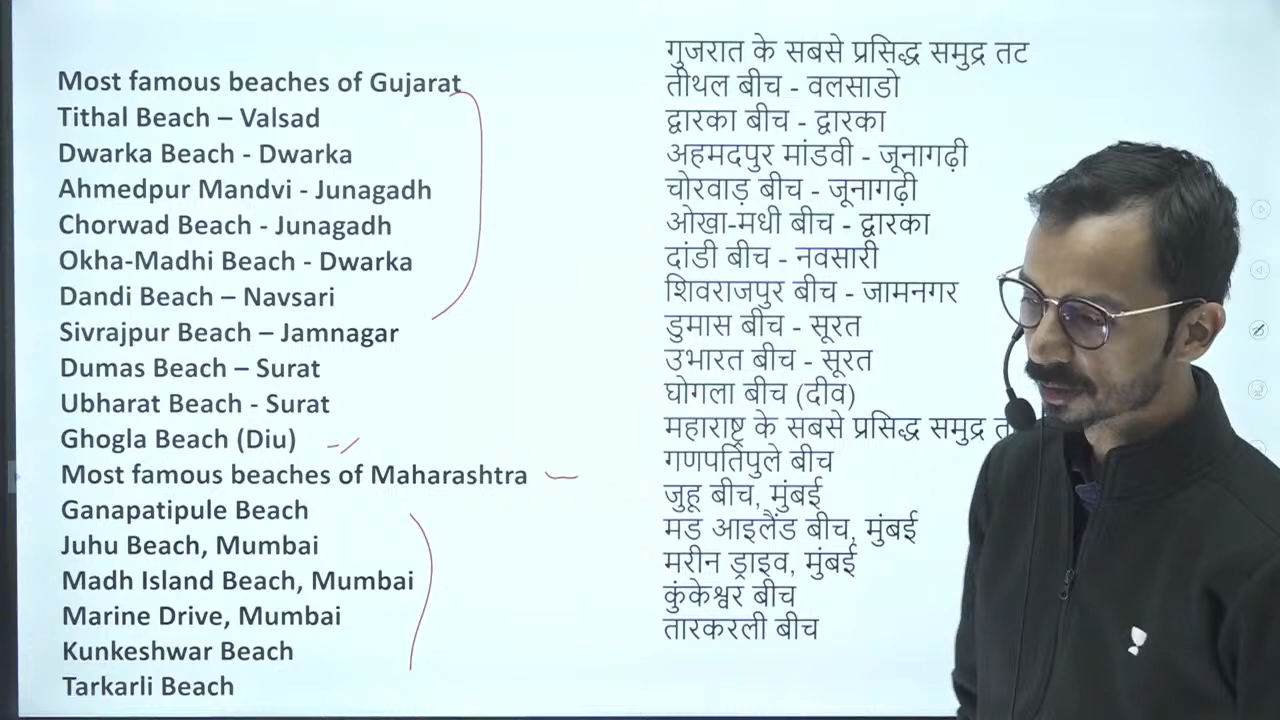 Most famous beaches of Gujarat
Tithal Beach – Valsad
Dwarka Beach - Dwarka
Ahmedpur Mandvi - Junagadh
Chorwad Beach - Junagadh
Okha-Madhi Beach - Dwarka
Dandi Beach – Navsari
Sivrajpur Beach – Jamnagar
Dumas Beach – Surat
Ubharat Beach - Surat
Ghogla Beach (Diu)
Most famous beaches of Maharashtra
Ganapatipule Beach
Juhu Beach, Mumbai
Madh Island Beach, Mumbai
Marine Drive, Mumbai
Kunkeshwar Beach
Tarkarli Beach
गुजरात के सबसे प्रसिद्ध समुद्र तट
तीथल बीच - वलसाडो
द्वारका बीच - द्वारका
अहमदपुर मांडवी - जूनागढ़ी
चोरवाड़ बीच - जूनागढ़ी
ओखा-मधी बीच - द्वारका
दांडी बीच - नवसारी
शिवराजपुर बीच - जामनगर
डुमास बीच - सूरत
उभारत बीच - सूरत
घोगला बीच (दीव)
महाराष्ट्र के सबसे प्रसिद्ध समुद्र
गणपतिपुले बीच
जुहू बीच, मुंबई
मड आइलैंड बीच, मुंबई
मरीन ड्राइव, मुंबई
कुंकेश्वर बीच
तारकरली बीच